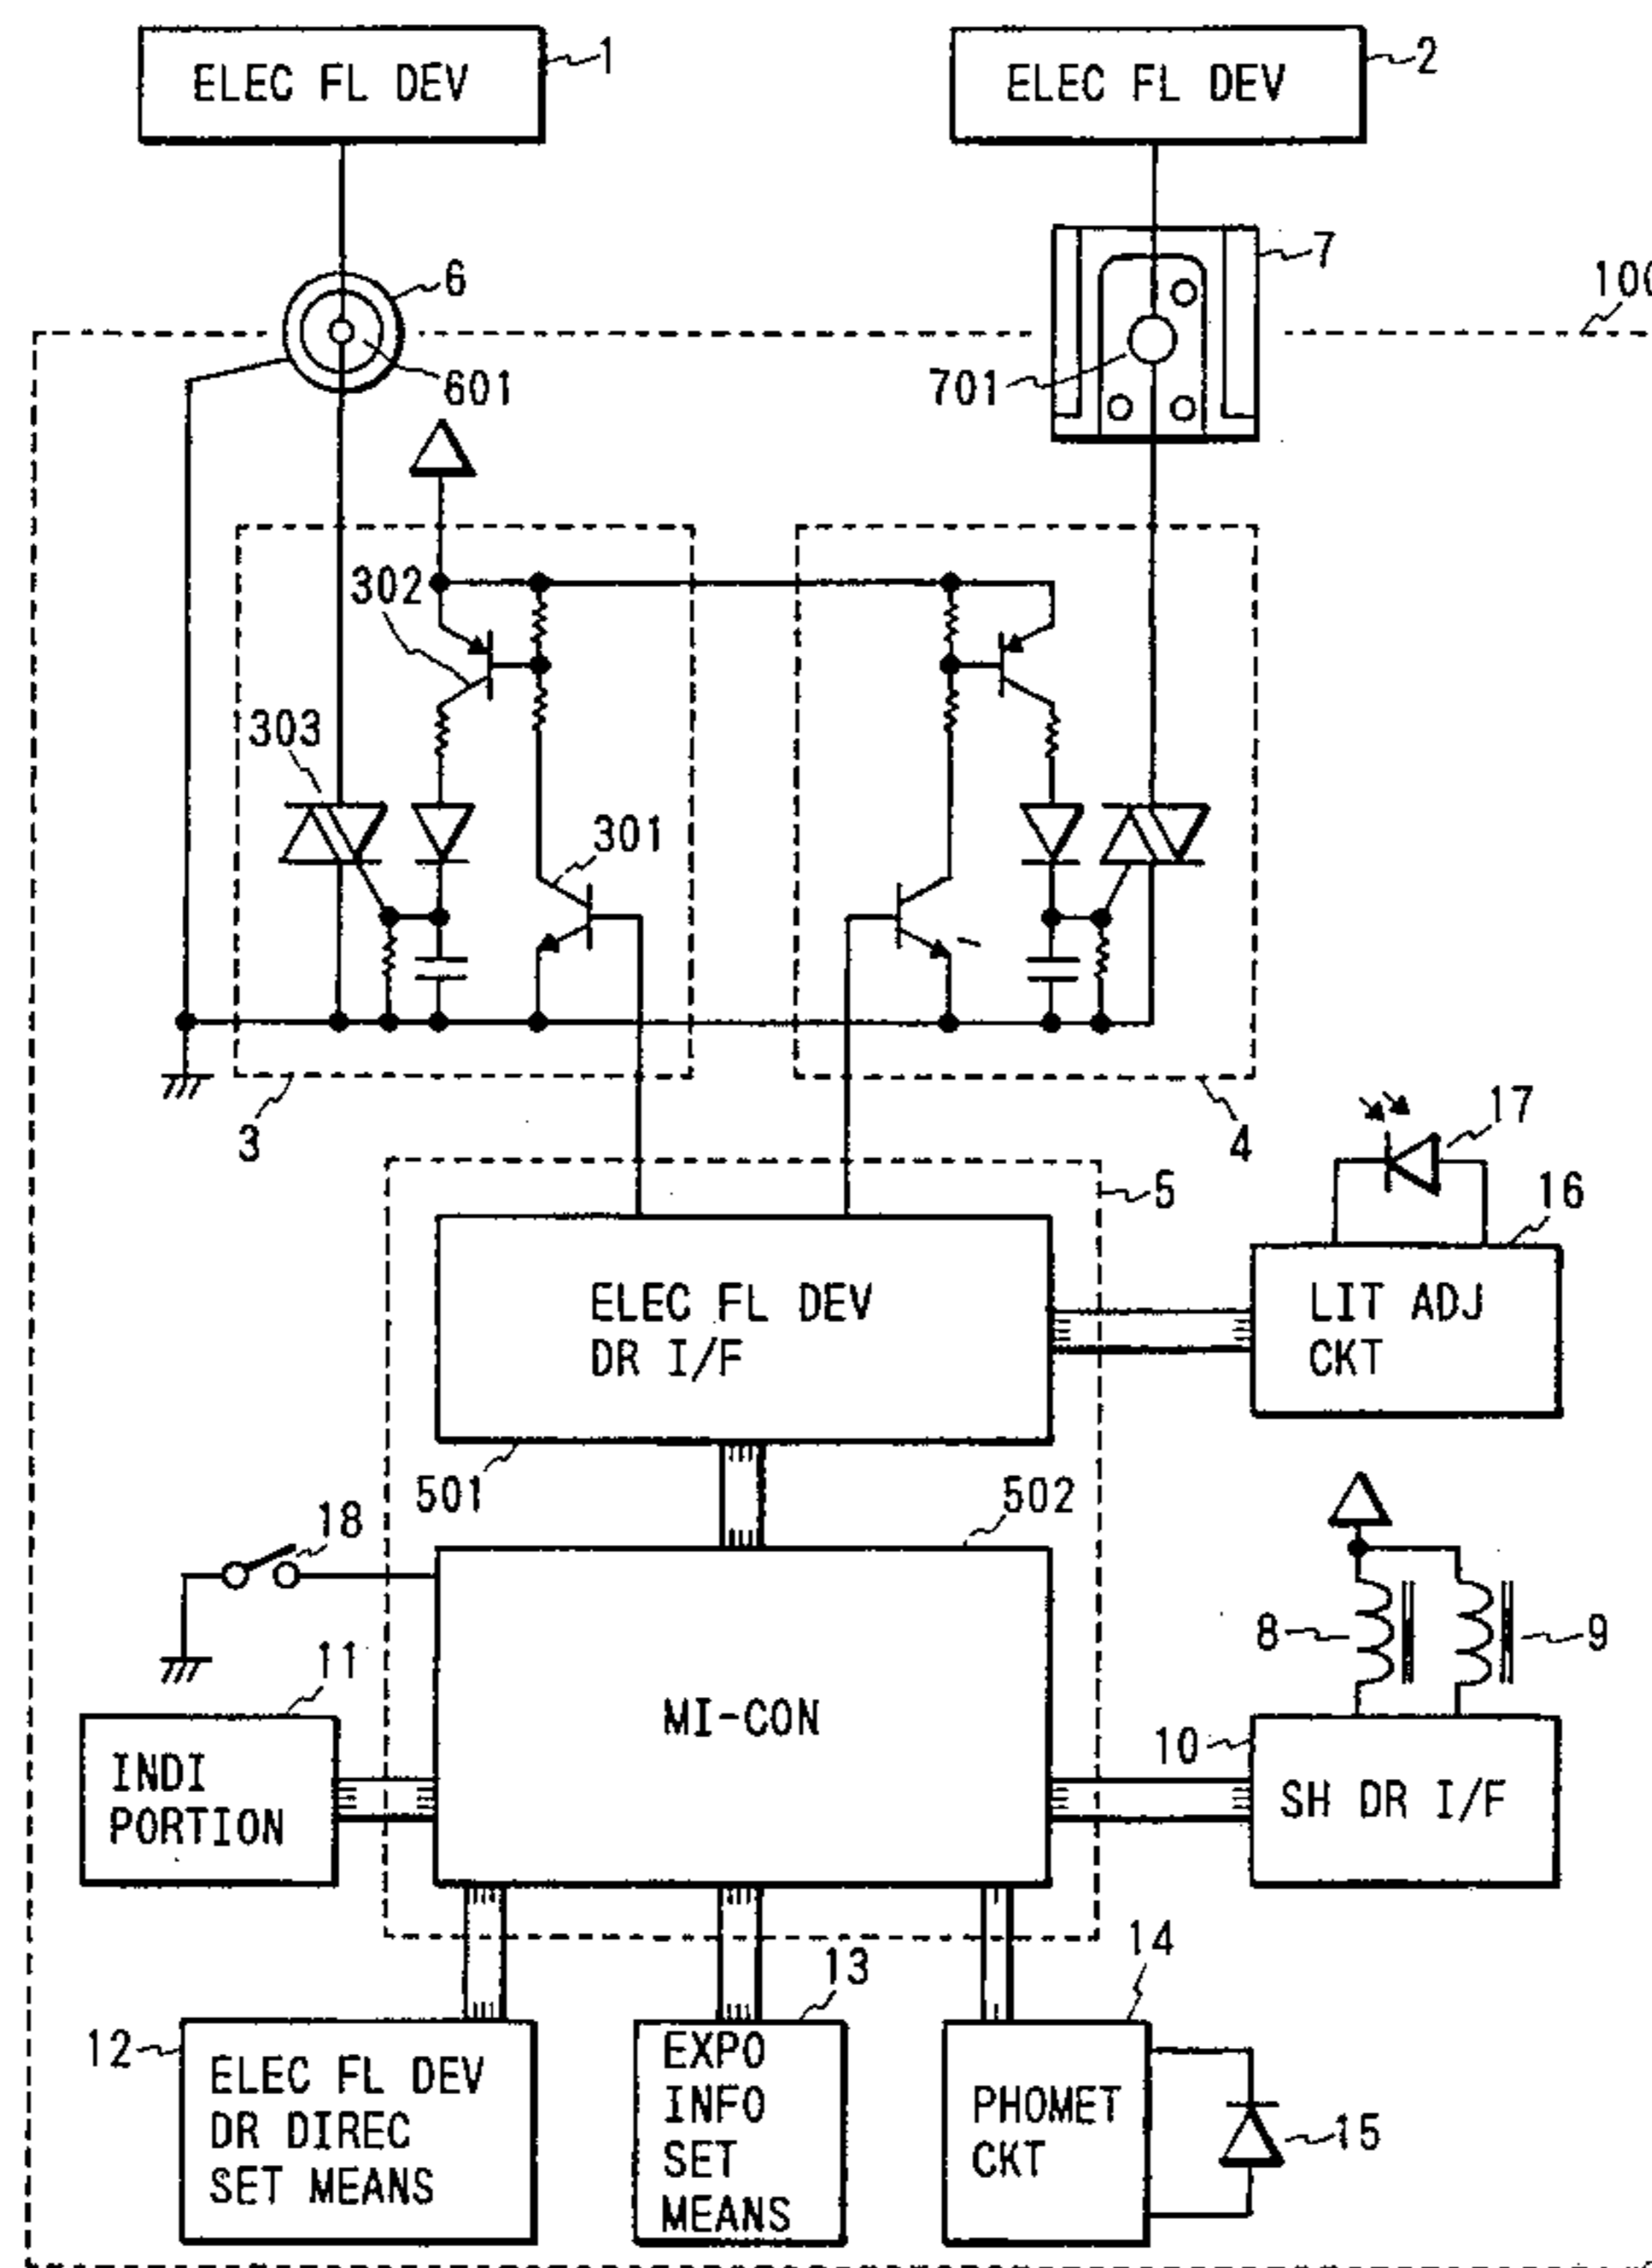 1
ELEC FL DEV
2
ELEC FL DEV
6
7
601
701
302
303
301
3
4
5
17
16
ELEC FL DEV
DR I/F
LIT ADJ
CKT
501
502
18
8
9
11
10
MI-CON
INDI
PORTION
SH DR I/F
12
13
14
15
ELEC FL DEV
DR DIREC
SET MEANS
EXPO
INFO
SET
MEANS
PHOMET
CKT